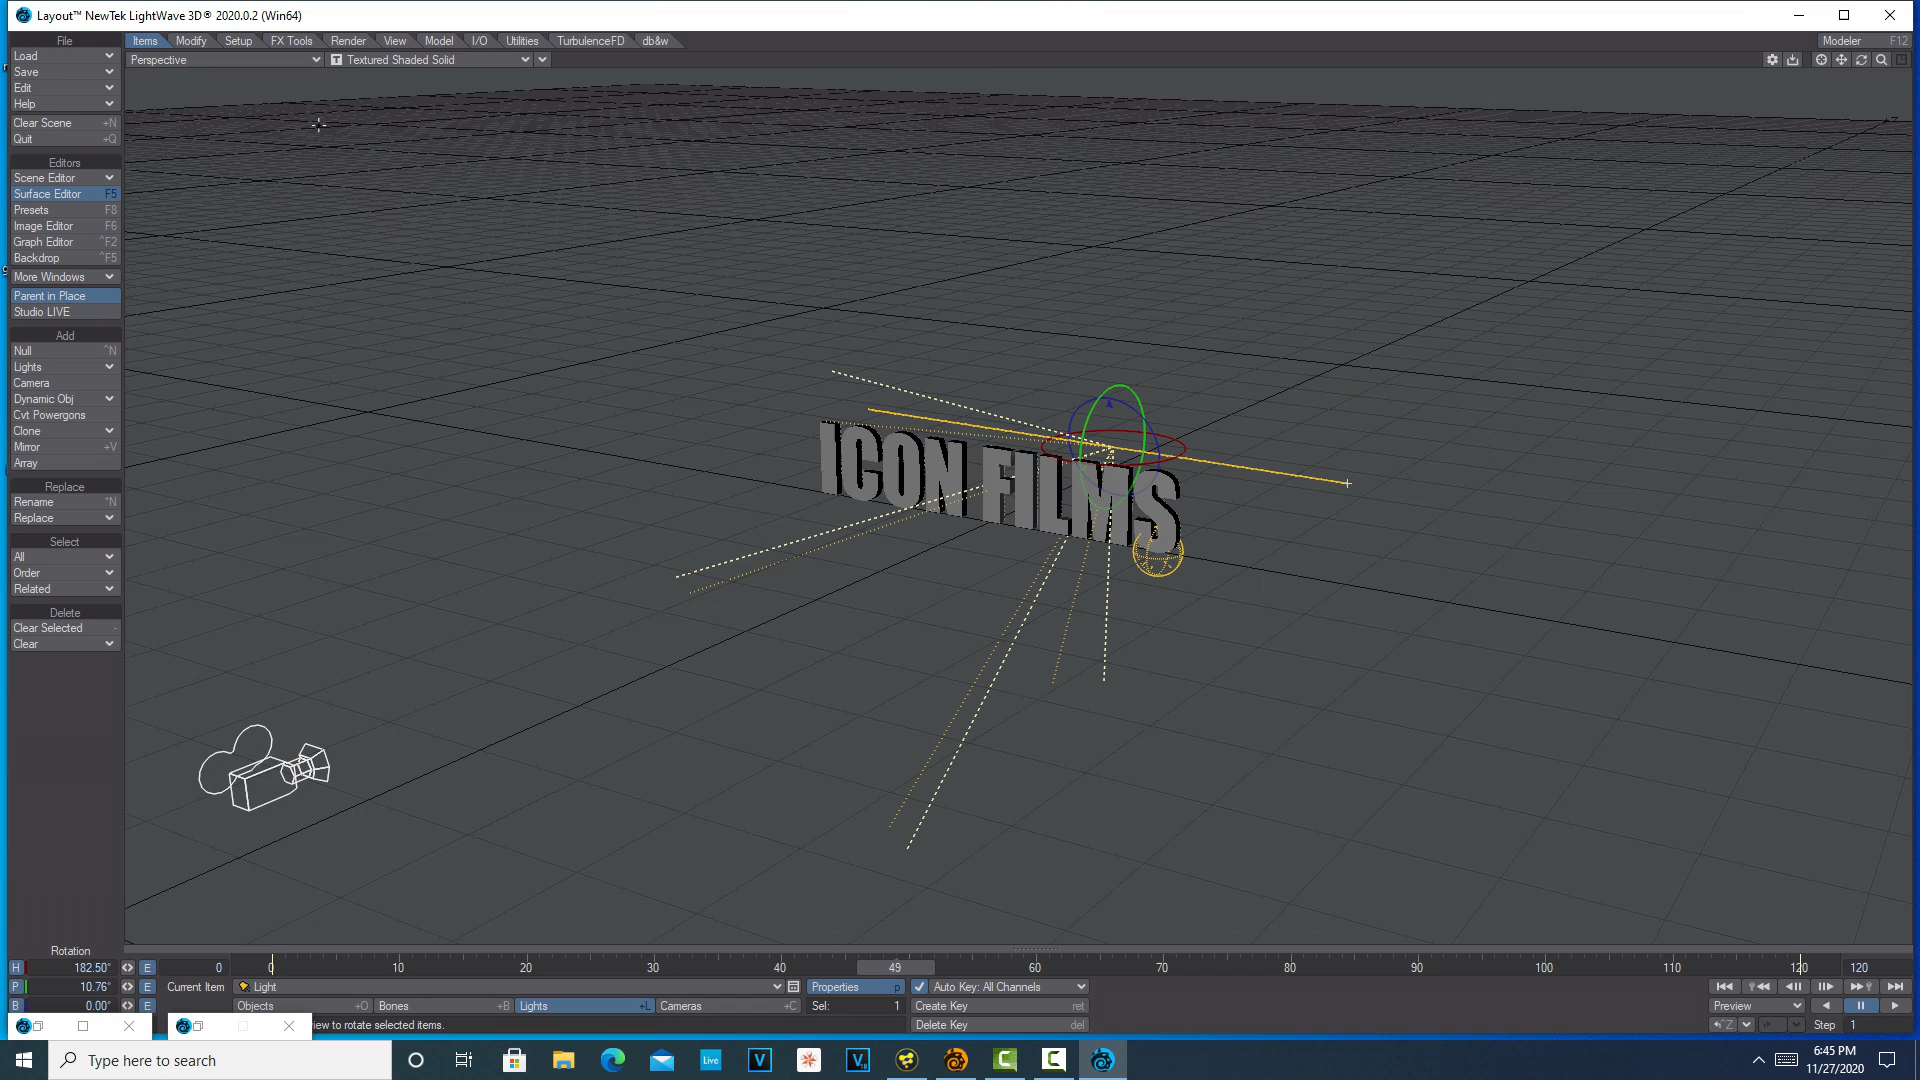 Layout™ NewTek LightWave 3D® 2020.0.2 (Win64)
File
Items Modify Setup FX Tools Render View Model I/O Utilities TurbulenceFD db&w
Modeler F12
Load
Perspective
T Textured Shaded Solid
Save
Edit
Help
Clear Scene +N
Quit +Q
Editors
Scene Editor
Surface Editor F5
Presets F8
Image Editor F6
Graph Editor ^F2
Backdrop ^F5
More Windows
Parent in Place
Studio LIVE
Add
Null ^N
Lights
Camera
Dynamic Obj
Cvt Powergons
Clone
Mirror +V
Array
Replace
Rename ^N
Replace
Select
All
Order
Related
Delete
Clear Selected -
Clear
ICON FILMS
Rotation
H 182.50° E 0
0 10 20 30 40 49 60 70 80 90 100 110 120 120
P 10.76° E Current Item Light Properties p Auto Key: All Channels
B 0.00° E Objects +O Bones +B Lights +L Cameras +C Sel: 1 Create Key ret
Preview
iew to rotate selected items.
Delete Key del
^Z
Step 1
Type here to search
Live
V
V
6:45 PM
11/27/2020